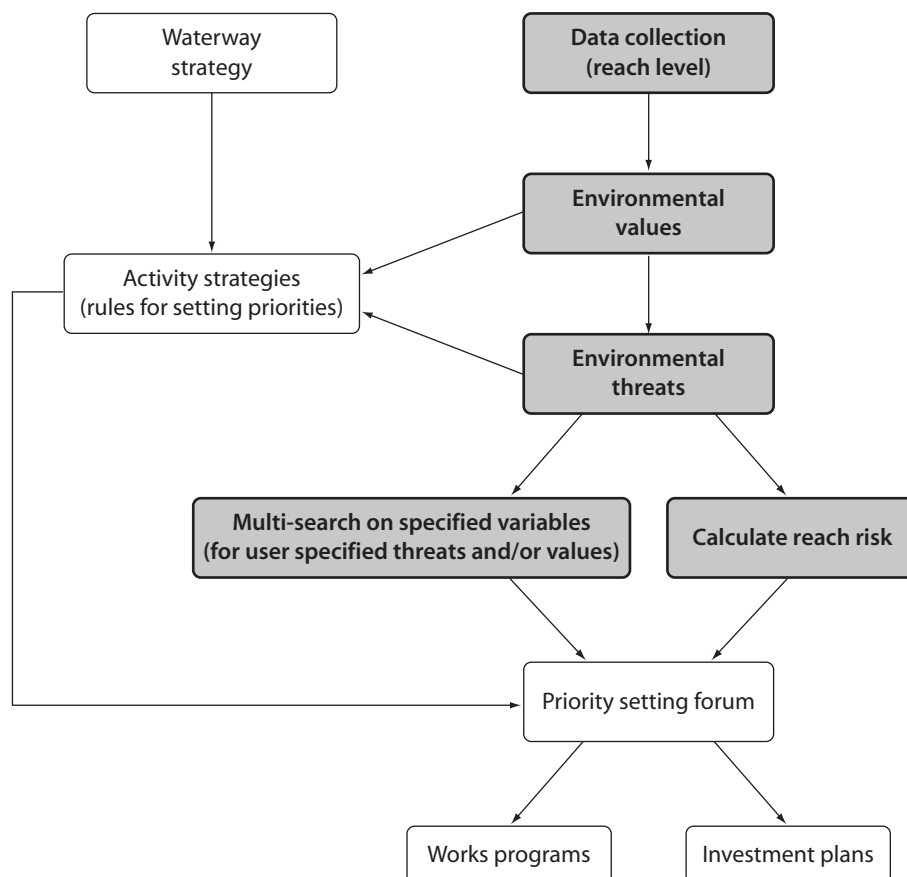 Waterway
strategy
Data collection
(reach level)
Environmental
values
Activity strategies
(rules for setting priorities)
Environmental
threats
Multi-search on specified variables
(for user specified threats and/or values)
Calculate reach risk
Priority setting forum
Works programs
Investment plans